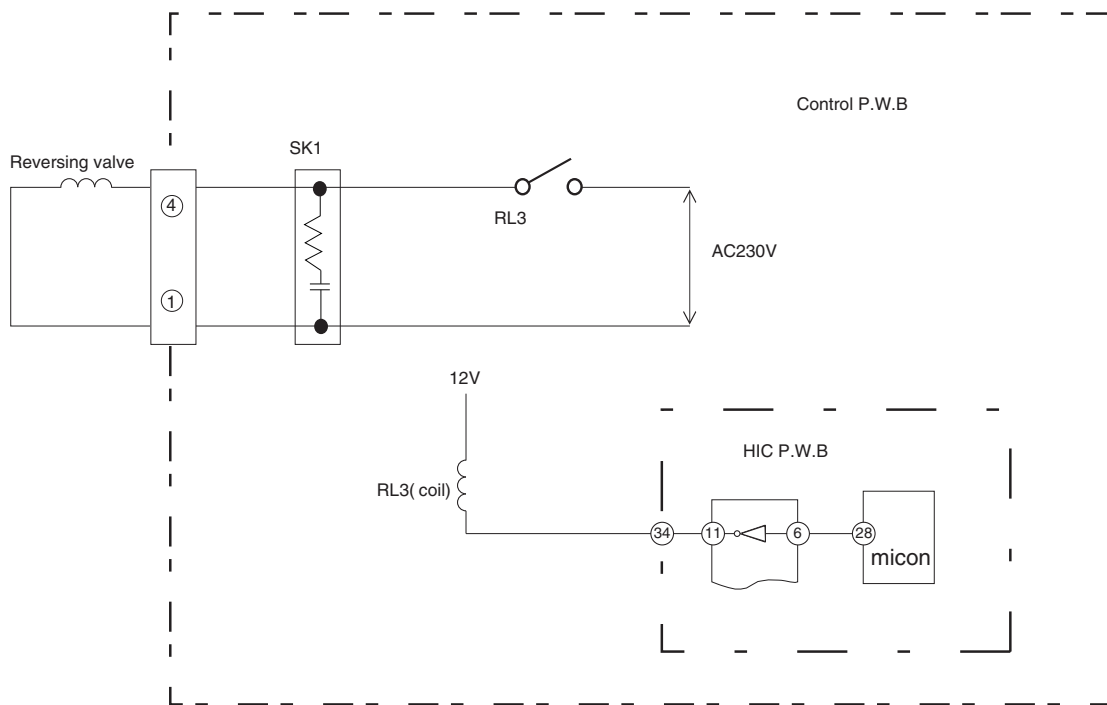 Control P.W.B
SK1
Reversing valve
4
RL3
AC230V
1
12V
HIC P.W.B
RL3( coil)
34
11
6
28
micon